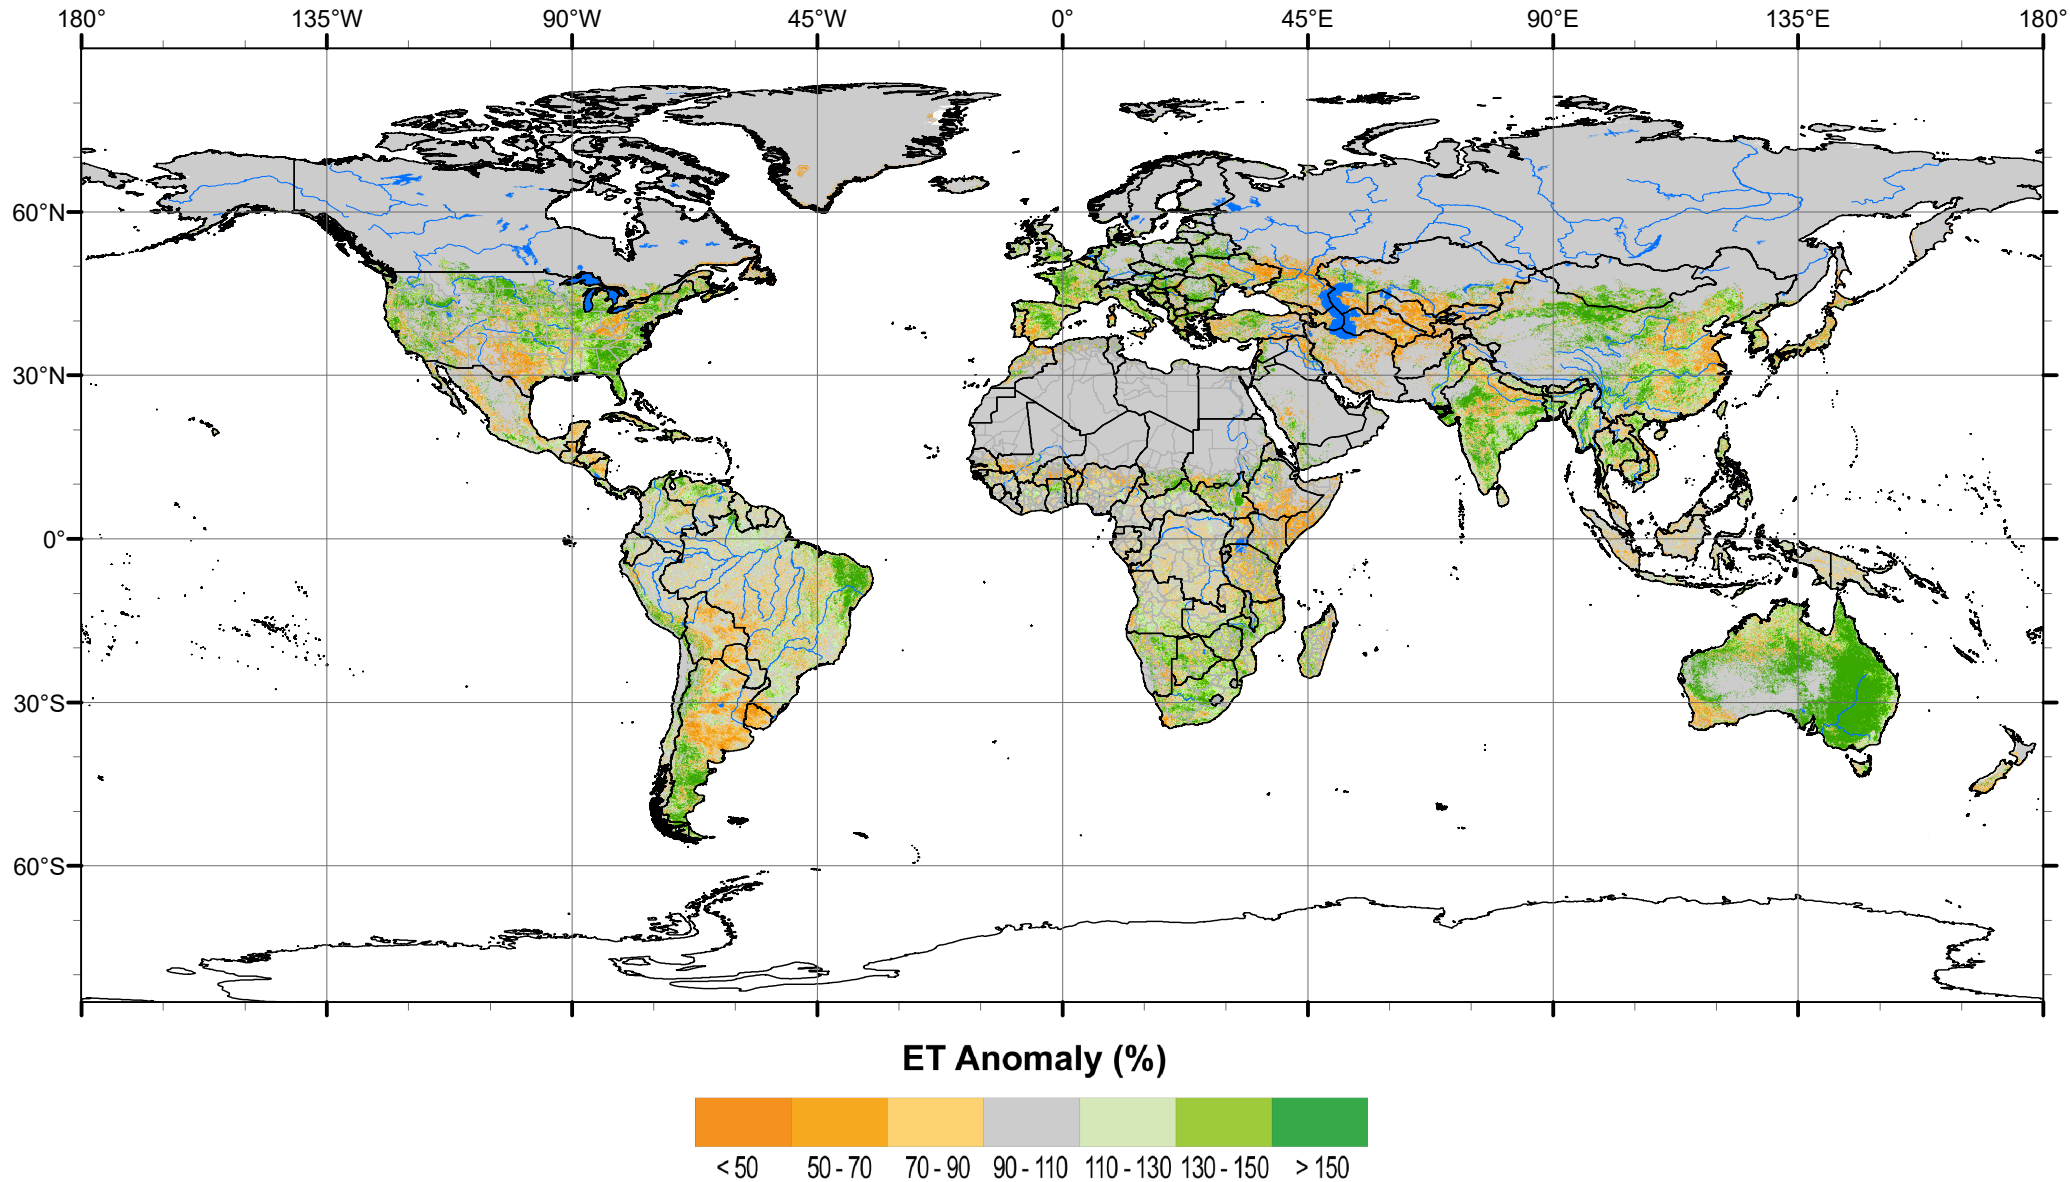 180° 135°W 90°W 45°W 0° 45°E 90°E 135°E 180°
60°N
30°N
0°
30°S
60°S
ET Anomaly (%)
< 50 50 - 70 70 - 90 90 - 110 110 - 130 130 - 150 > 150